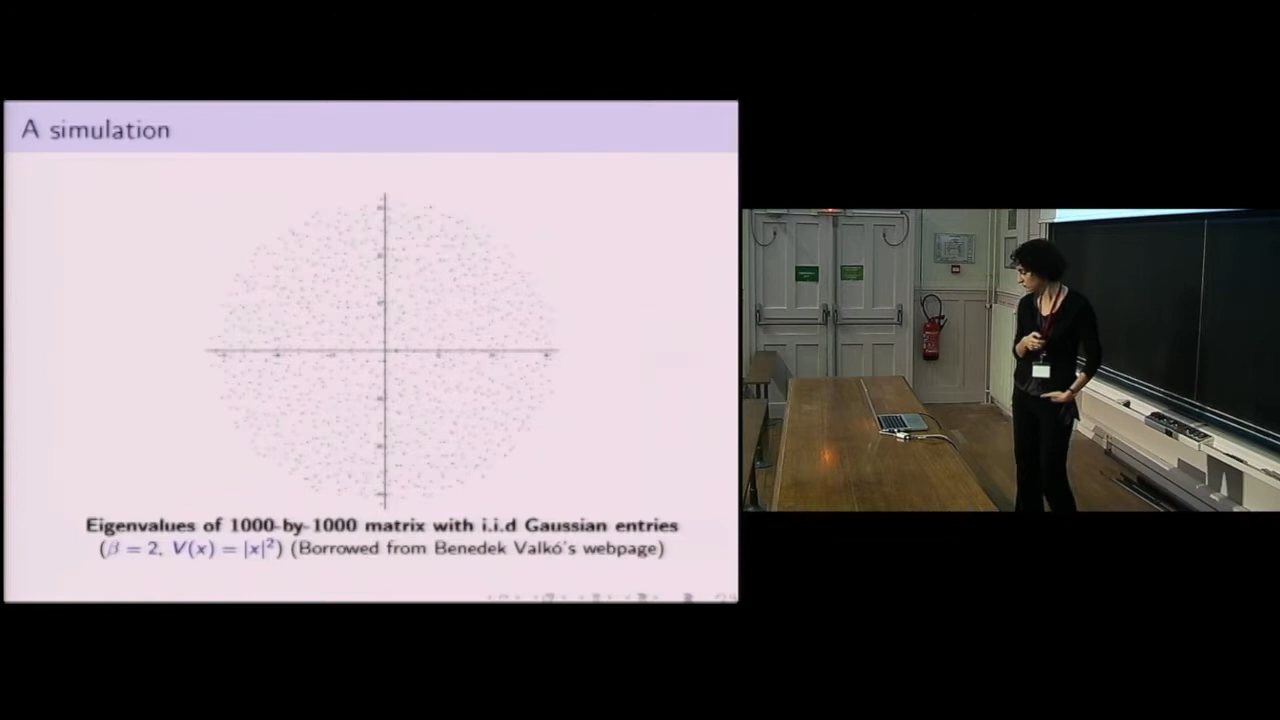 A simulation
Eigenvalues of 1000-by-1000 matrix with i.i.d Gaussian entries
(β = 2, V(x) = |x|²) (Borrowed from Benedek Valkó's webpage)